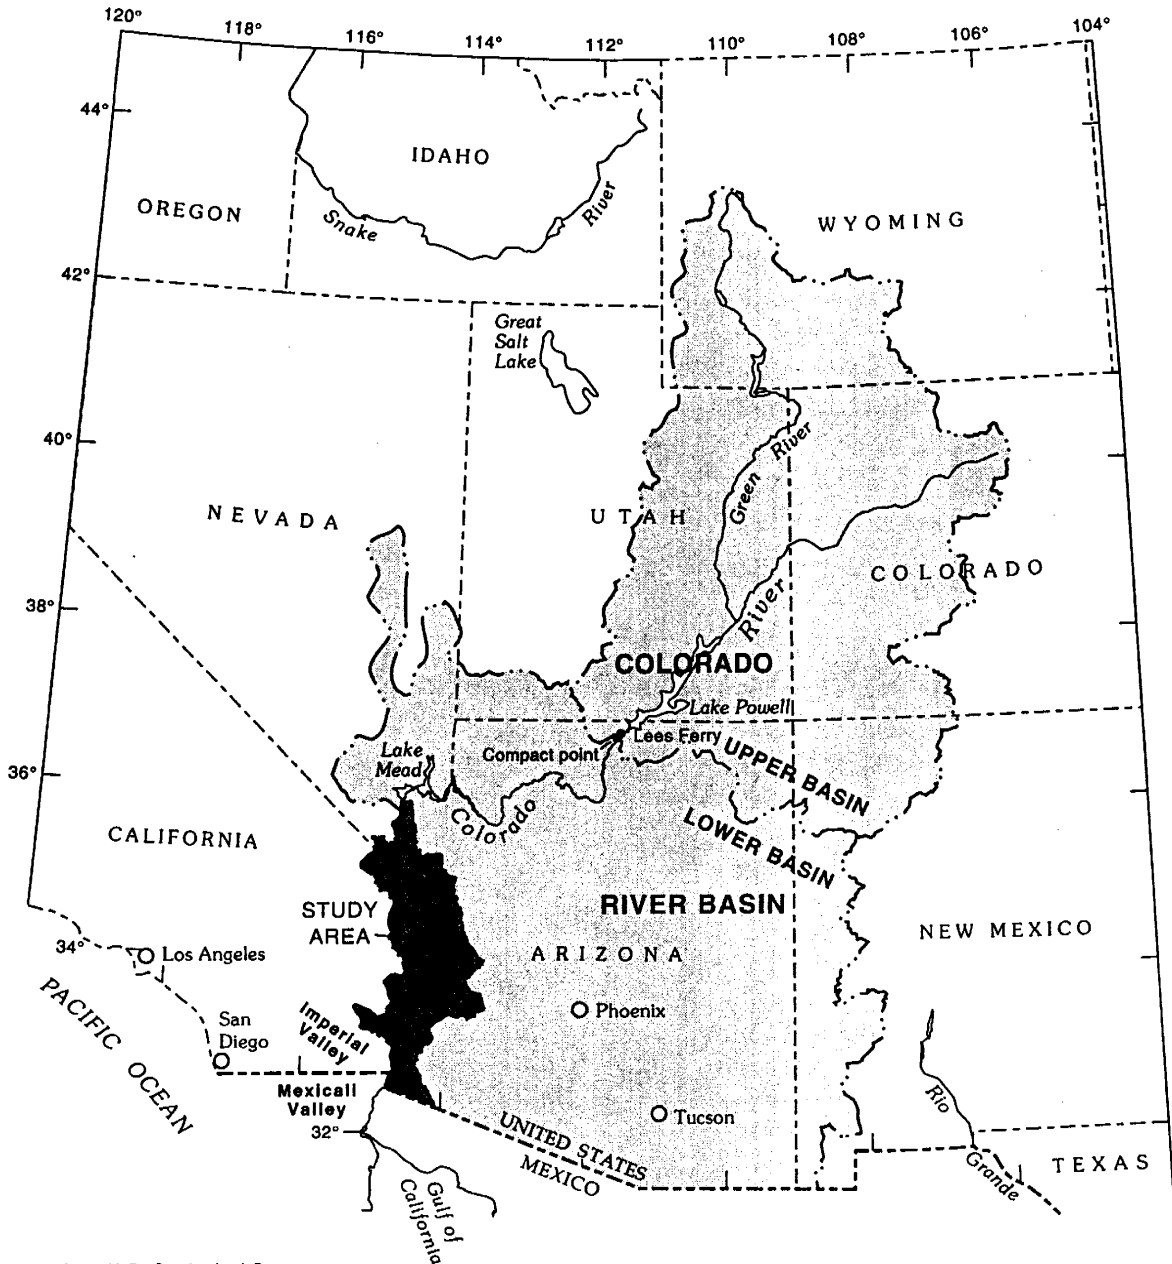 120°
118°
116°
114°
112°
110°
108°
106°
104°
44°
42°
40°
38°
36°
34°
32°
IDAHO
OREGON
Snake
River
WYOMING
Great
Salt
Lake
NEVADA
UTAH
Green River
COLORADO
River
COLORADO
Lake Powell
Lees Ferry
Compact point
Lake
Mead
Colorado
UPPER BASIN
LOWER BASIN
CALIFORNIA
STUDY
AREA
RIVER BASIN
ARIZONA
NEW MEXICO
Los Angeles
Phoenix
PACIFIC OCEAN
San
Diego
Imperial
Valley
Mexicali
Valley
Tucson
UNITED STATES
MEXICO
Rio
Grande
TEXAS
Gulf of
California